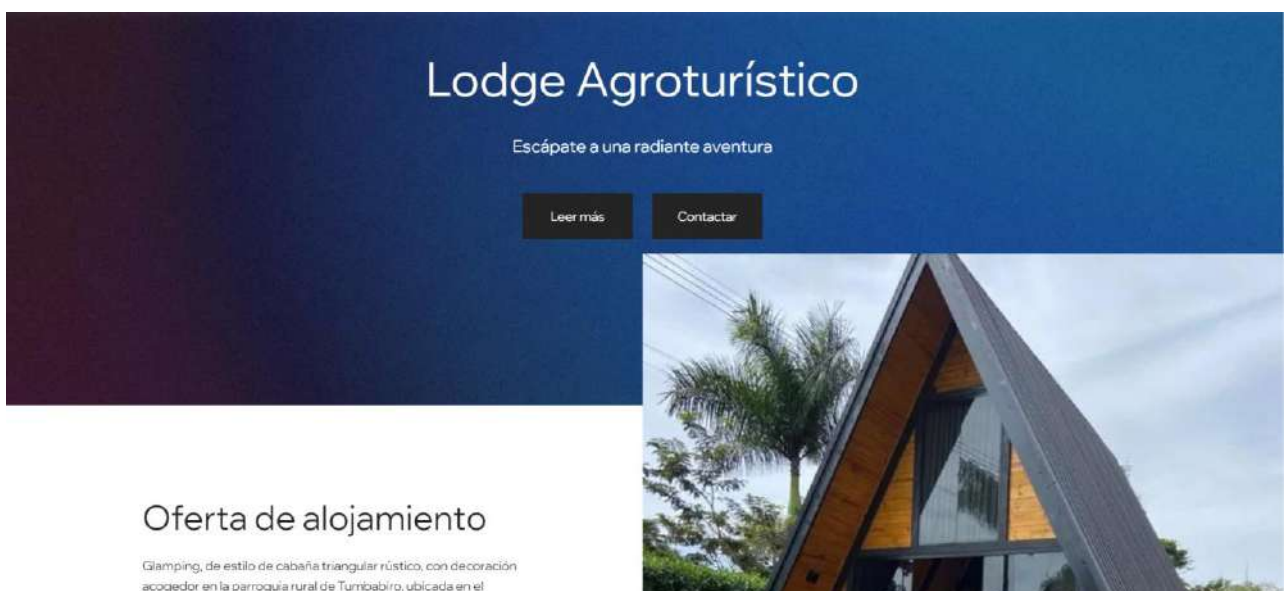 Lodge Agroturístico
Escápate a una radiante aventura
Leer más
Contactar
Oferta de alojamiento
Glamping, de estilo de cabaña triangular rústico, con decoración
acogedor en la parroquia rural de Tumbabiro, ubicada en el